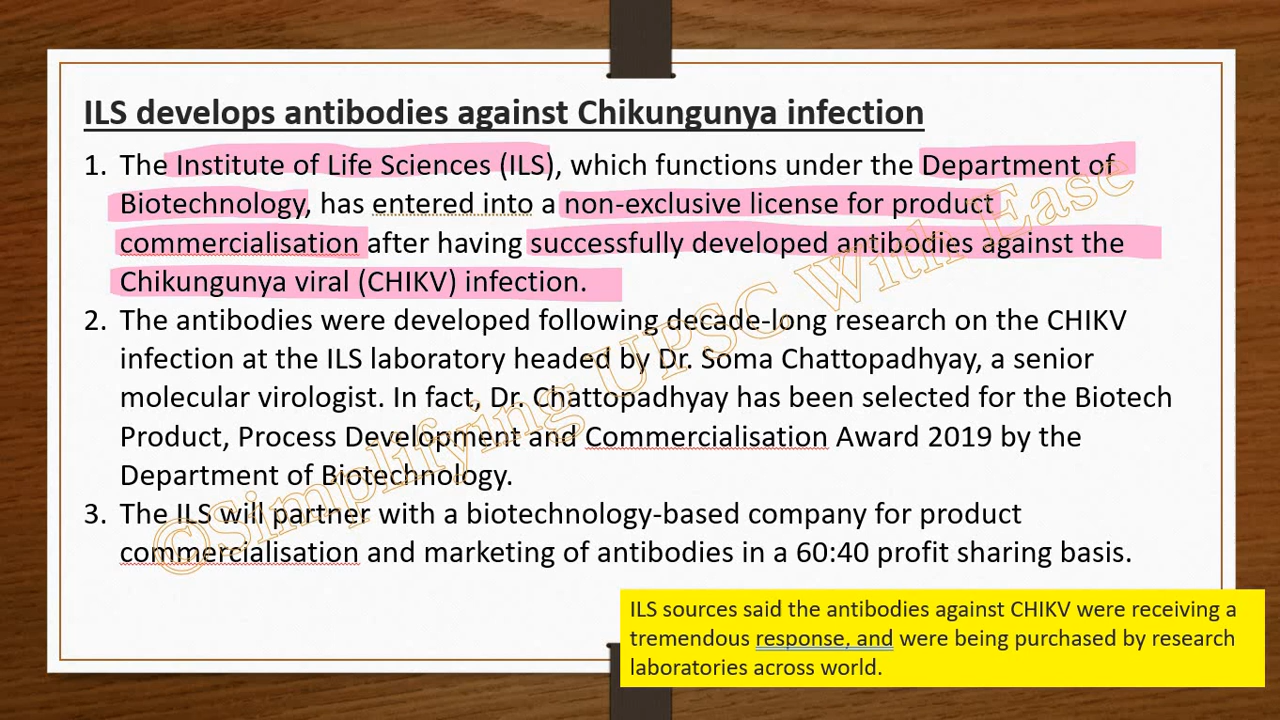 ILS develops antibodies against Chikungunya infection
1. The Institute of Life Sciences (ILS), which functions under the Department of
Biotechnology, has entered into a non-exclusive license for product
commercialisation after having successfully developed antibodies against the
Chikungunya viral (CHIKV) infection.
2. The antibodies were developed following decade-long research on the CHIKV
infection at the ILS laboratory headed by Dr. Soma Chattopadhyay, a senior
molecular virologist. In fact, Dr. Chattopadhyay has been selected for the Biotech
Product, Process Development and Commercialisation Award 2019 by the
Department of Biotechnology.
3. The ILS will partner with a biotechnology-based company for product
commercialisation and marketing of antibodies in a 60:40 profit sharing basis.
ILS sources said the antibodies against CHIKV were receiving a
tremendous response, and were being purchased by research
laboratories across world.
©Simplifying UPSC With Ease